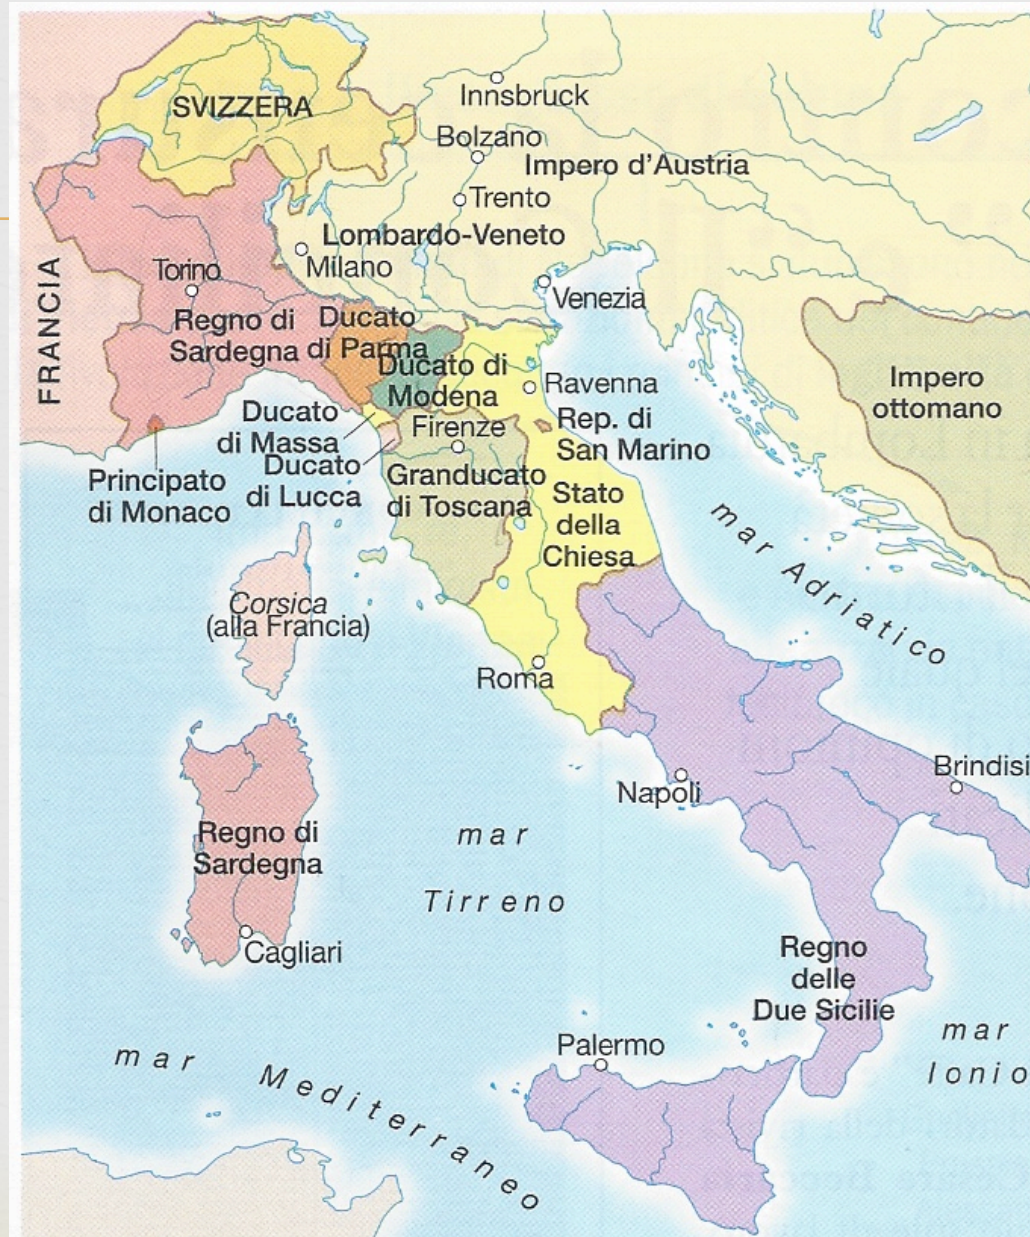 SVIZZERA
Innsbruck
Bolzano
Impero d'Austria
Trento
Lombardo-Veneto
Milano
Venezia
FRANCIA
Torino
Regno di
Sardegna
Ducato
di Parma
Ducato di
Modena
Ravenna
Impero
ottomano
Ducato
di Massa
Firenze
Rep. di
San Marino
Ducato
di Lucca
Principato
di Monaco
Granducato
di Toscana
Stato
della
Chiesa
mar Adriatico
Corsica
(alla Francia)
Roma
Napoli
Brindisi
Regno di
Sardegna
mar
Tirreno
Cagliari
Regno
delle
Due Sicilie
mar
Ionio
Palermo
mar Mediterraneo